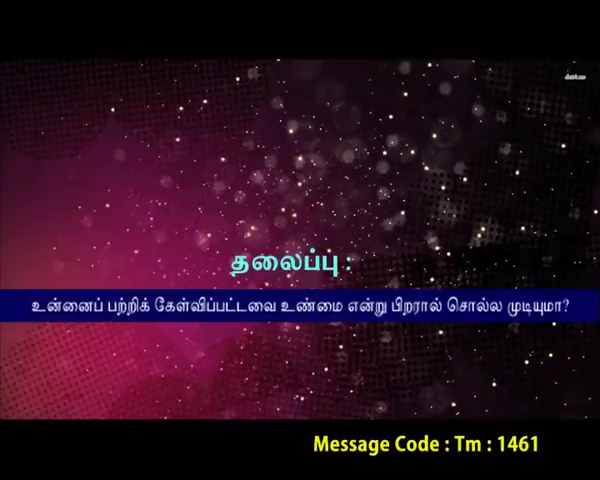 தலைப்பு :
உன்னைப் பற்றிக் கேள்விப்பட்டவை உண்மை என்று பிறரால் சொல்ல முடியுமா?
Message Code : Tm : 1461